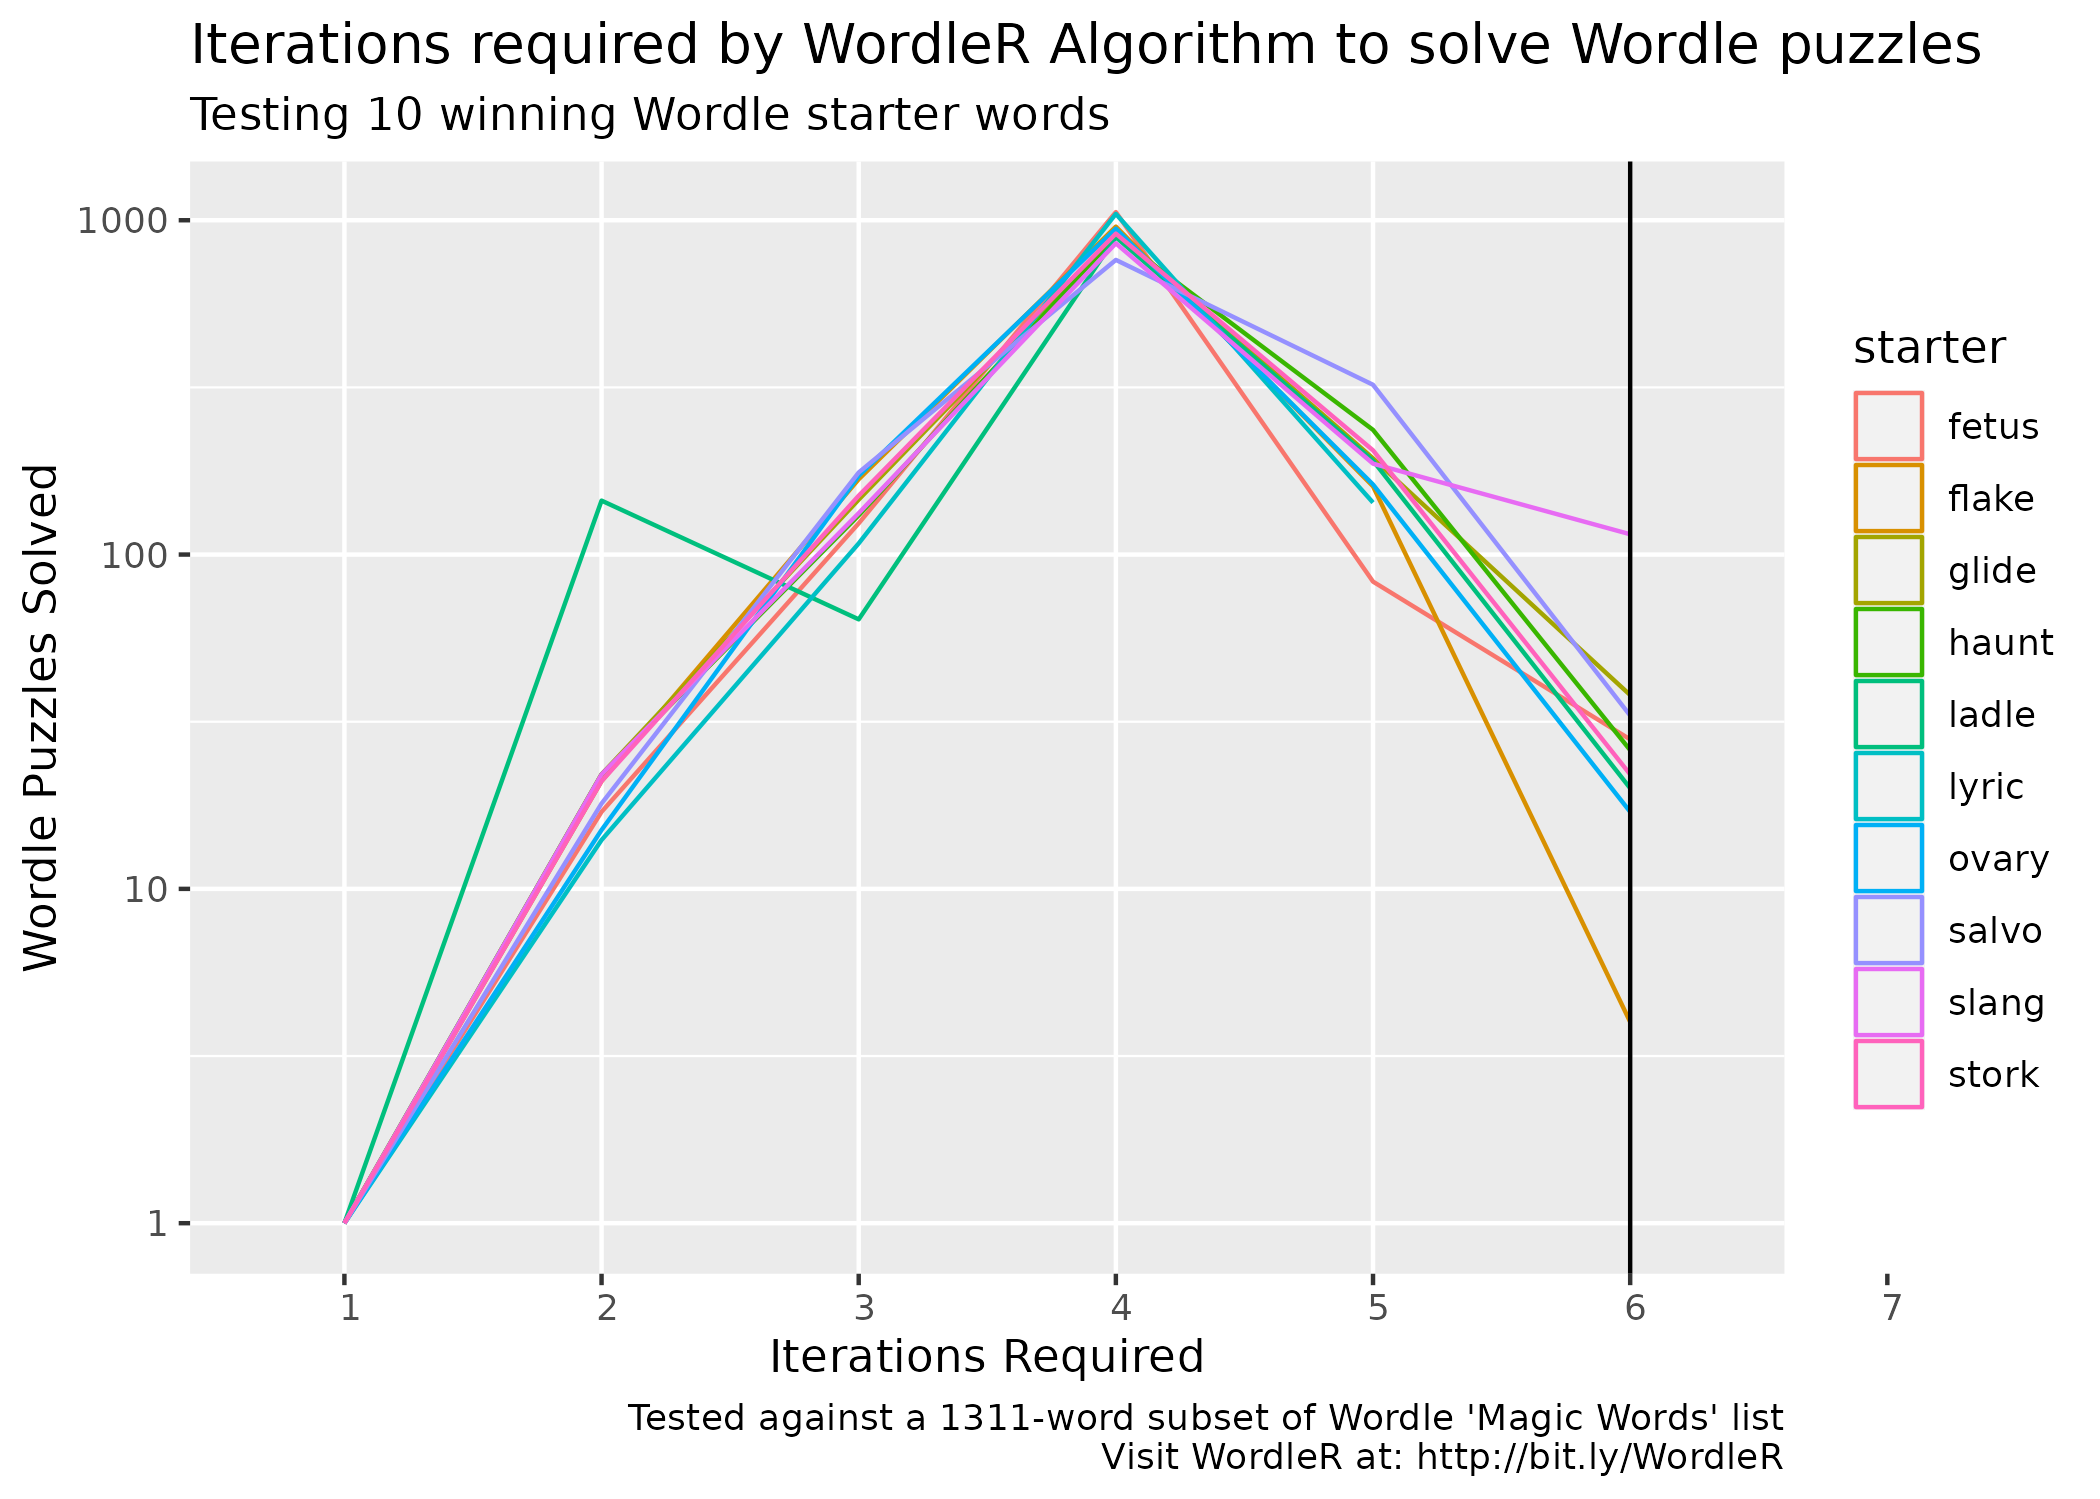 Iterations required by WordleR Algorithm to solve Wordle puzzles
Testing 10 winning Wordle starter words
Wordle Puzzles Solved
1000
100
10
1
1 2 3 4 5 6 7
Iterations Required
starter
fetus
flake
glide
haunt
ladle
lyric
ovary
salvo
slang
stork
Tested against a 1311-word subset of Wordle 'Magic Words' list
Visit WordleR at: http://bit.ly/WordleR